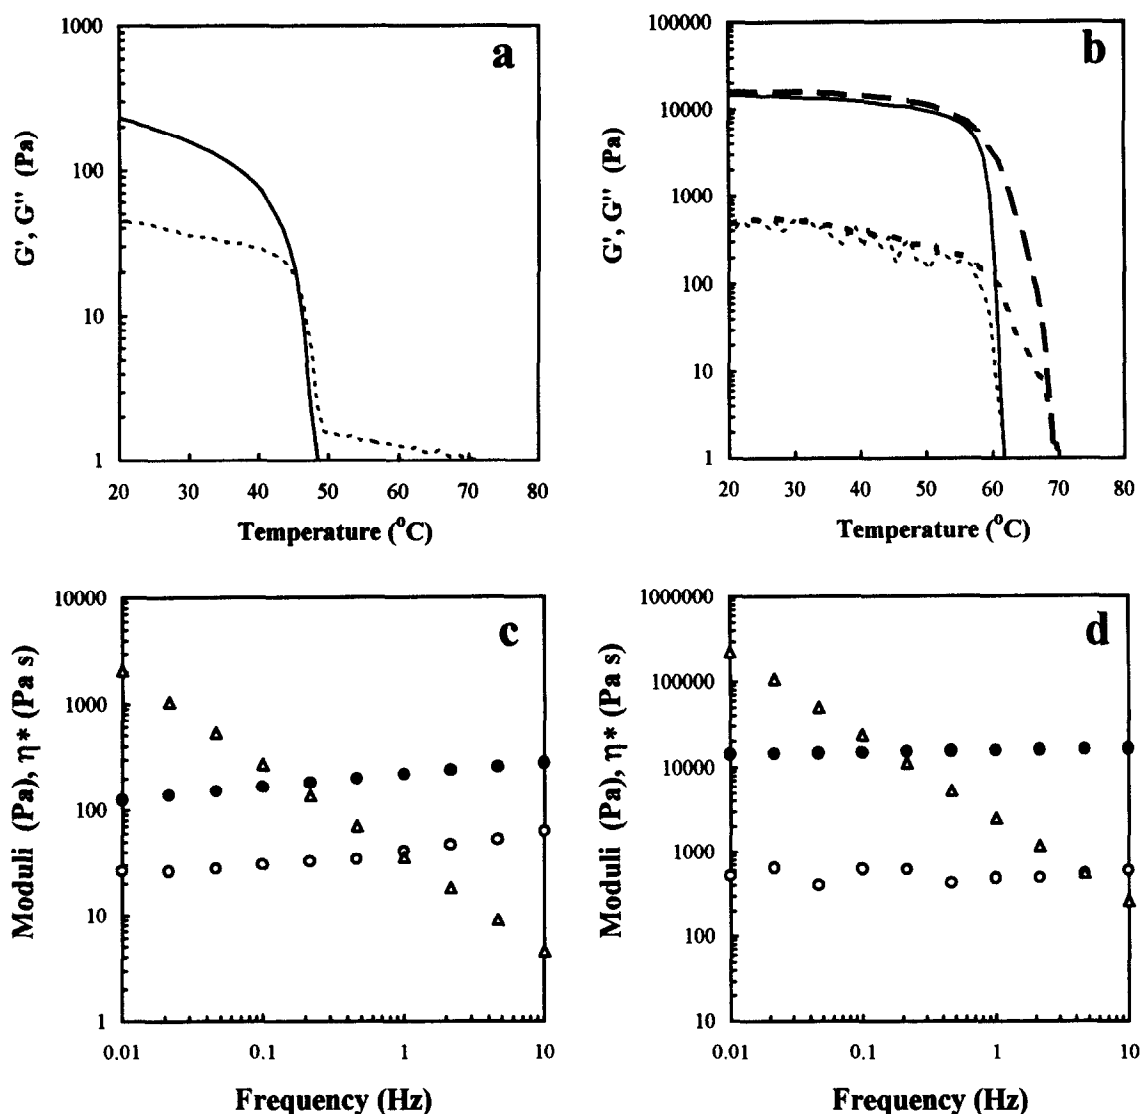 a
1000
100
10
1
G', G'' (Pa)
20 30 40 50 60 70 80
Temperature (°C)
b
100000
10000
1000
100
10
1
G', G'' (Pa)
20 30 40 50 60 70 80
Temperature (°C)
c
10000
1000
100
10
1
Moduli (Pa), η* (Pa s)
0.01 0.1 1 10
Frequency (Hz)
d
1000000
100000
10000
1000
100
10
Moduli (Pa), η* (Pa s)
0.01 0.1 1 10
Frequency (Hz)